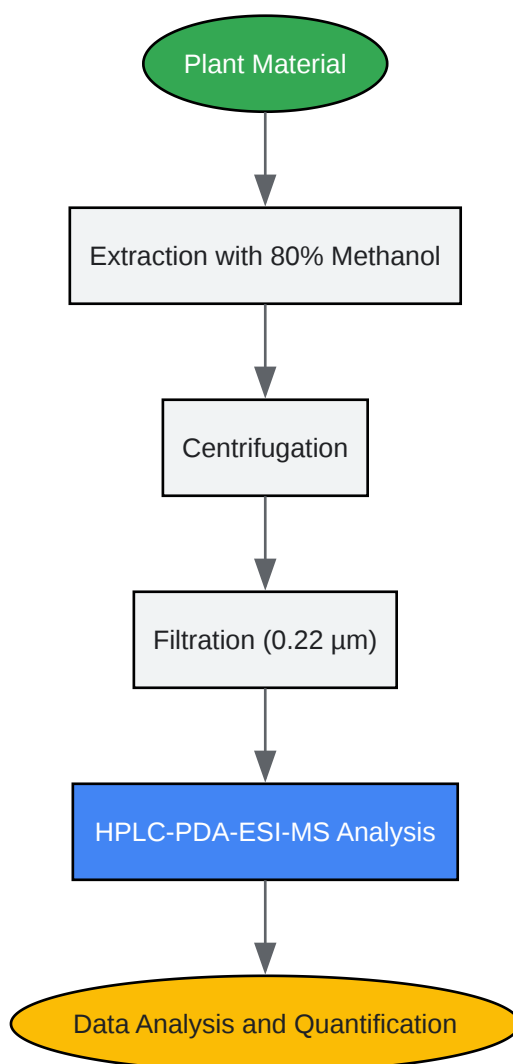 Plant Material
Extraction with 80% Methanol
Centrifugation
Filtration (0.22 µm)
HPLC-PDA-ESI-MS Analysis
Data Analysis and Quantification